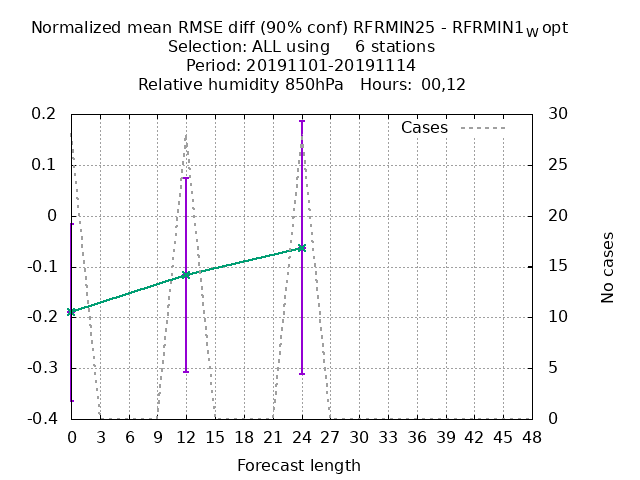 Normalized mean RMSE diff (90% conf) RFRMIN25 - RFRMIN1W opt
Selection: ALL using 6 stations
Period: 20191101-20191114
Relative humidity 850hPa Hours: 00,12
Cases
0.2
0.1
0
-0.1
-0.2
-0.3
-0.4
30
25
20
15
10
5
0
No cases
0 3 6 9 12 15 18 21 24 27 30 33 36 39 42 45 48
Forecast length